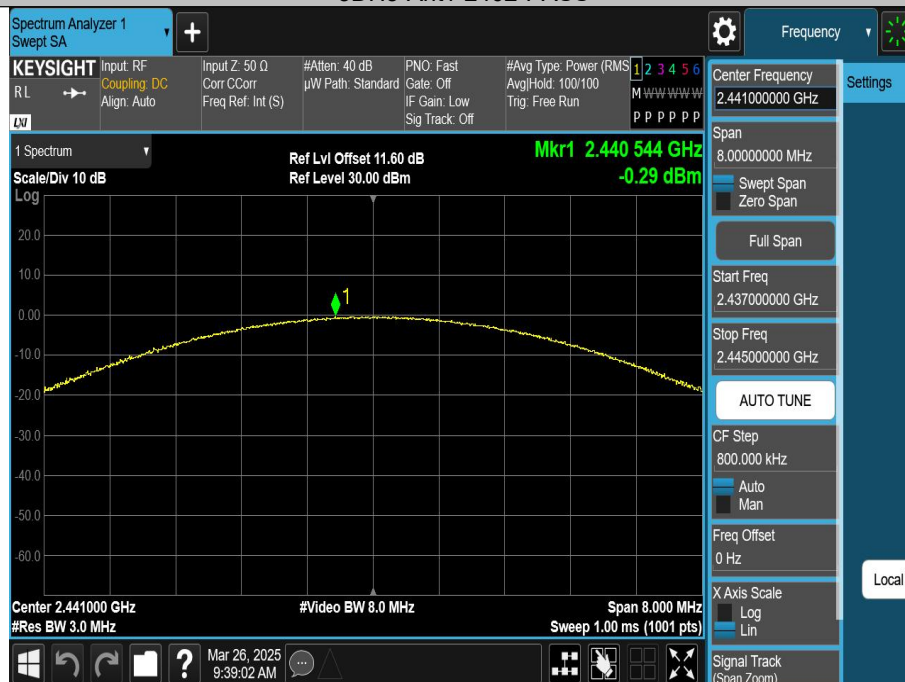 Spectrum Analyzer 1
Swept SA
+
Frequency
KEYSIGHT
RL
LXI
Input: RF
Coupling: DC
Align: Auto
Input Z: 50 Ω
Corr CCorr
Freq Ref: Int (S)
#Atten: 40 dB
µW Path: Standard
PNO: Fast
Gate: Off
IF Gain: Low
Sig Track: Off
#Avg Type: Power (RMS
Avg|Hold: 100/100
Trig: Free Run
1 2 3 4 5 6
M W W W W W
P P P P P P
Center Frequency
2.441000000 GHz
Settings
Span
8.00000000 MHz
Swept Span
Zero Span
Full Span
Start Freq
2.437000000 GHz
Stop Freq
2.445000000 GHz
AUTO TUNE
CF Step
800.000 kHz
Auto
Man
Freq Offset
0 Hz
X Axis Scale
Log
Lin
Signal Track
(Span Zoom)
Local
1 Spectrum
Scale/Div 10 dB
Log
Ref Lvl Offset 11.60 dB
Ref Level 30.00 dBm
Mkr1 2.440 544 GHz
-0.29 dBm
1
20.0
10.0
0.00
-10.0
-20.0
-30.0
-40.0
-50.0
-60.0
Center 2.441000 GHz
#Res BW 3.0 MHz
#Video BW 8.0 MHz
Span 8.000 MHz
Sweep 1.00 ms (1001 pts)
?
Mar 26, 2025
9:39:02 AM